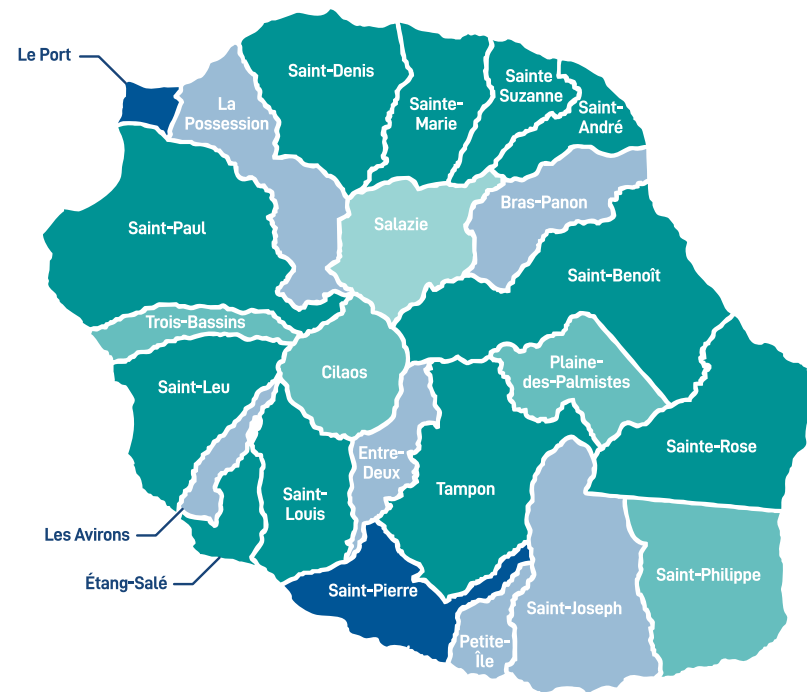 Le Port
Saint-Denis
La
Possession
Sainte-
Marie
Sainte
Suzanne
Saint-
André
Saint-Paul
Salazie
Bras-Panon
Saint-Benoît
Trois-Bassins
Cilaos
Plaine-
des-Palmistes
Saint-Leu
Entre-
Deux
Sainte-Rose
Saint-
Louis
Tampon
Les Avirons
Étang-Salé
Saint-Pierre
Saint-Joseph
Saint-Philippe
Petite-
Île